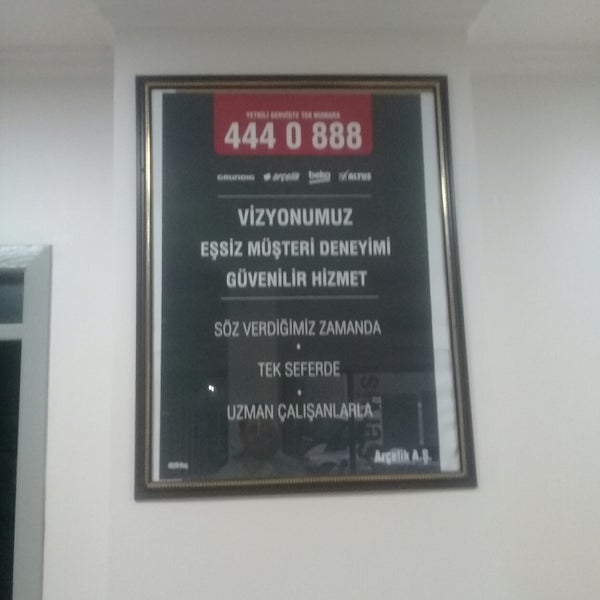 YETKİLİ SERVİSTE TEK NUMARA
444 0 888
GRUNDIG arçelik beko ALTUS
VİZYONUMUZ
EŞSİZ MÜŞTERİ DENEYİMİ
GÜVENİLİR HİZMET
SÖZ VERDİĞİMİZ ZAMANDA
•
TEK SEFERDE
•
UZMAN ÇALIŞANLARLA
Arçelik A.Ş.